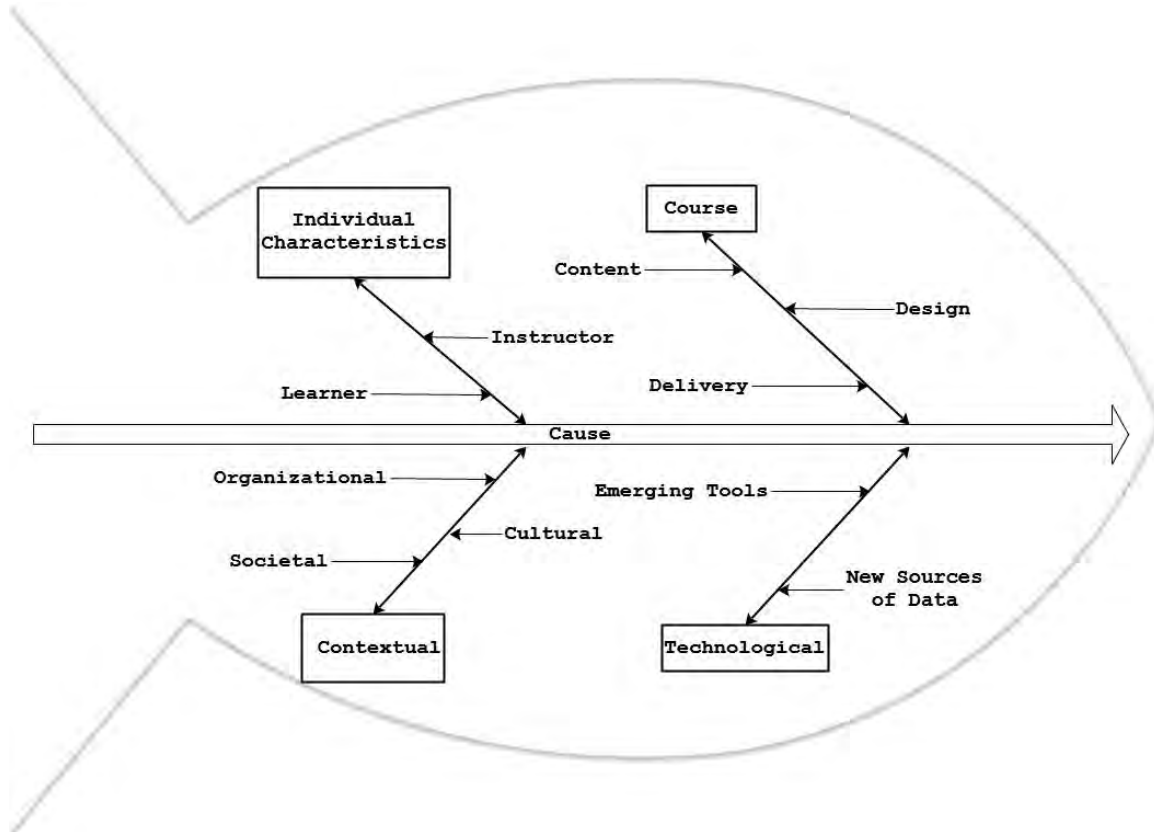 Individual
Characteristics
Course
Content
Design
Instructor
Delivery
Learner
Cause
Organizational
Emerging Tools
Cultural
Societal
New Sources
of Data
Contextual
Technological